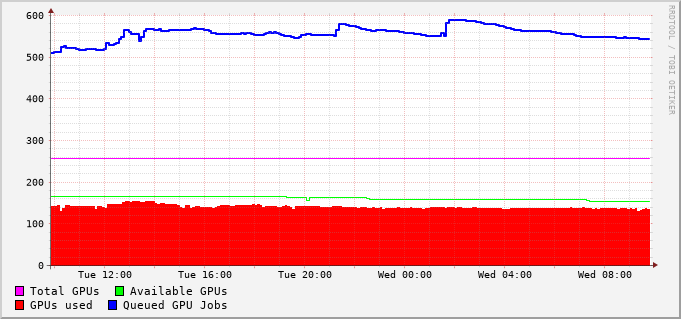 600
500
400
300
200
100
0
Tue 12:00 Tue 16:00 Tue 20:00 Wed 00:00 Wed 04:00 Wed 08:00
Total GPUs Available GPUs
GPUs used Queued GPU Jobs
RRDTOOL / TOBI OETIKER